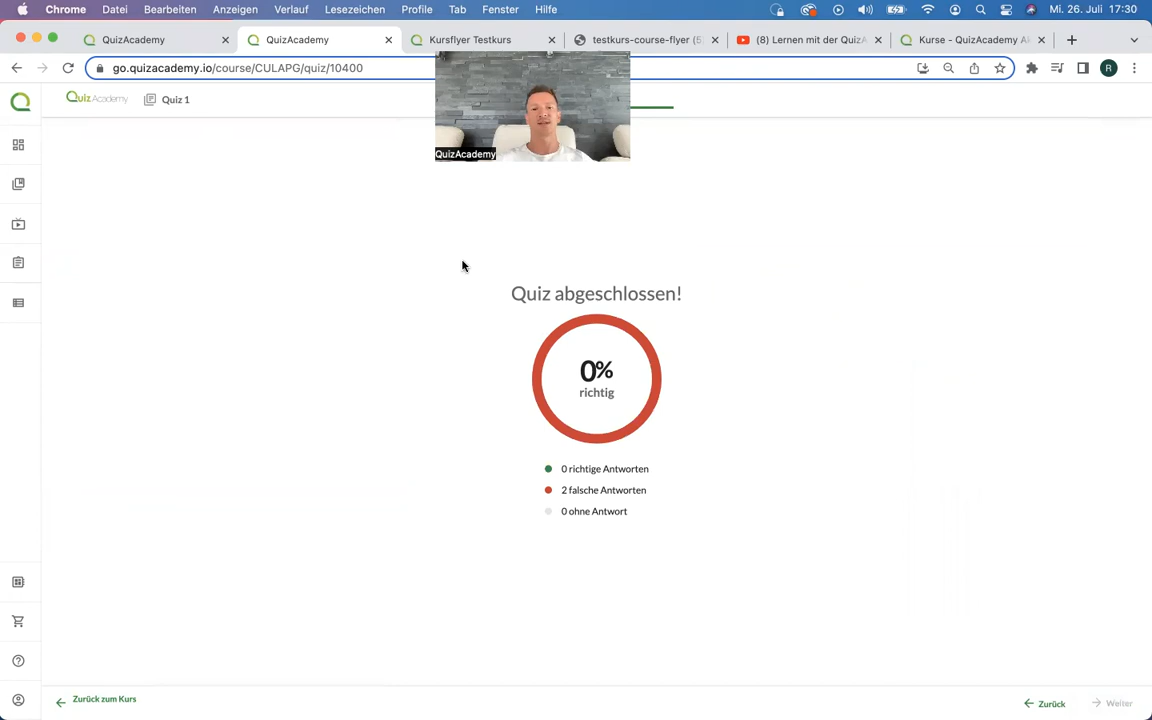 Chrome Datei Bearbeiten Anzeigen Verlauf Lesezeichen Profile Tab Fenster Hilfe Mi. 26. Juli 17:30
QuizAcademy QuizAcademy Kursflyer Testkurs testkurs-course-flyer (5) (8) Lernen mit der QuizA Kurse - QuizAcademy Ak
go.quizacademy.io/course/CULAPG/quiz/10400 R
QuizAcademy Quiz 1
QuizAcademy
Quiz abgeschlossen!
0%
richtig
0 richtige Antworten
2 falsche Antworten
0 ohne Antwort
Zurück zum Kurs Zurück Weiter